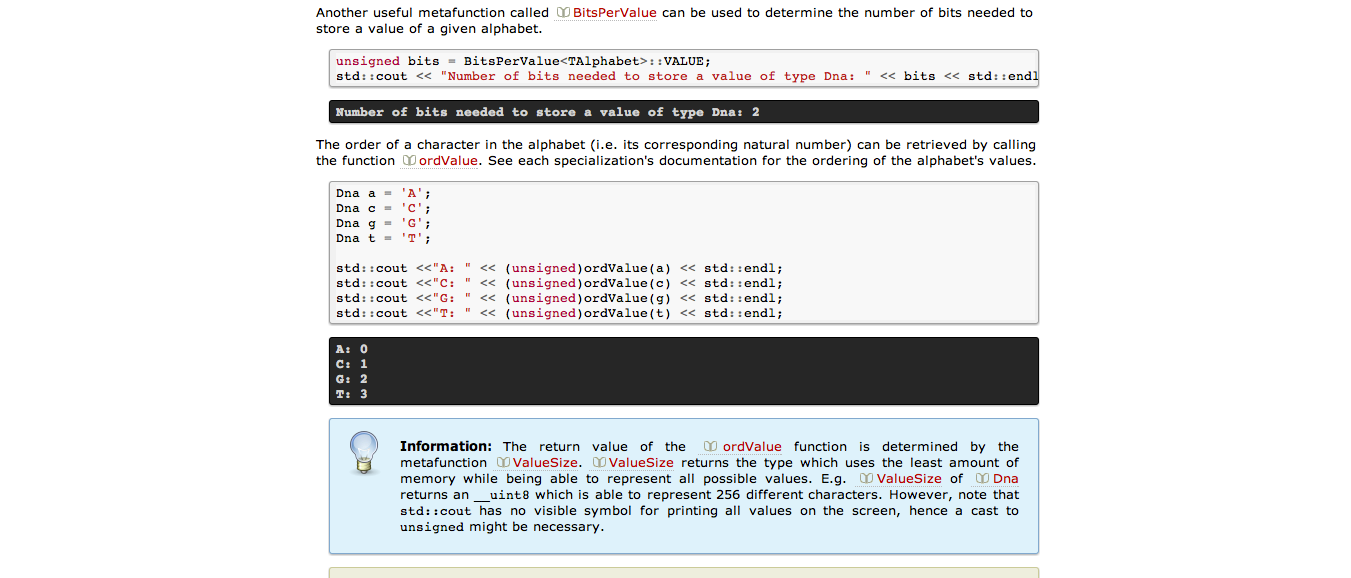 Another useful metafunction called BitsPerValue can be used to determine the number of bits needed to
store a value of a given alphabet.
unsigned bits = BitsPerValue<TAlphabet>::VALUE;
std::cout << "Number of bits needed to store a value of type Dna: " << bits << std::endl
Number of bits needed to store a value of type Dna: 2
The order of a character in the alphabet (i.e. its corresponding natural number) can be retrieved by calling
the function ordValue. See each specialization's documentation for the ordering of the alphabet's values.
Dna a = 'A';
Dna c = 'C';
Dna g = 'G';
Dna t = 'T';
std::cout <<"A: " << (unsigned)ordValue(a) << std::endl;
std::cout <<"C: " << (unsigned)ordValue(c) << std::endl;
std::cout <<"G: " << (unsigned)ordValue(g) << std::endl;
std::cout <<"T: " << (unsigned)ordValue(t) << std::endl;
A: 0
C: 1
G: 2
T: 3
Information: The return value of the ordValue function is determined by the
metafunction ValueSize. ValueSize returns the type which uses the least amount of
memory while being able to represent all possible values. E.g. ValueSize of Dna
returns an __uint8 which is able to represent 256 different characters. However, note that
std::cout has no visible symbol for printing all values on the screen, hence a cast to
unsigned might be necessary.